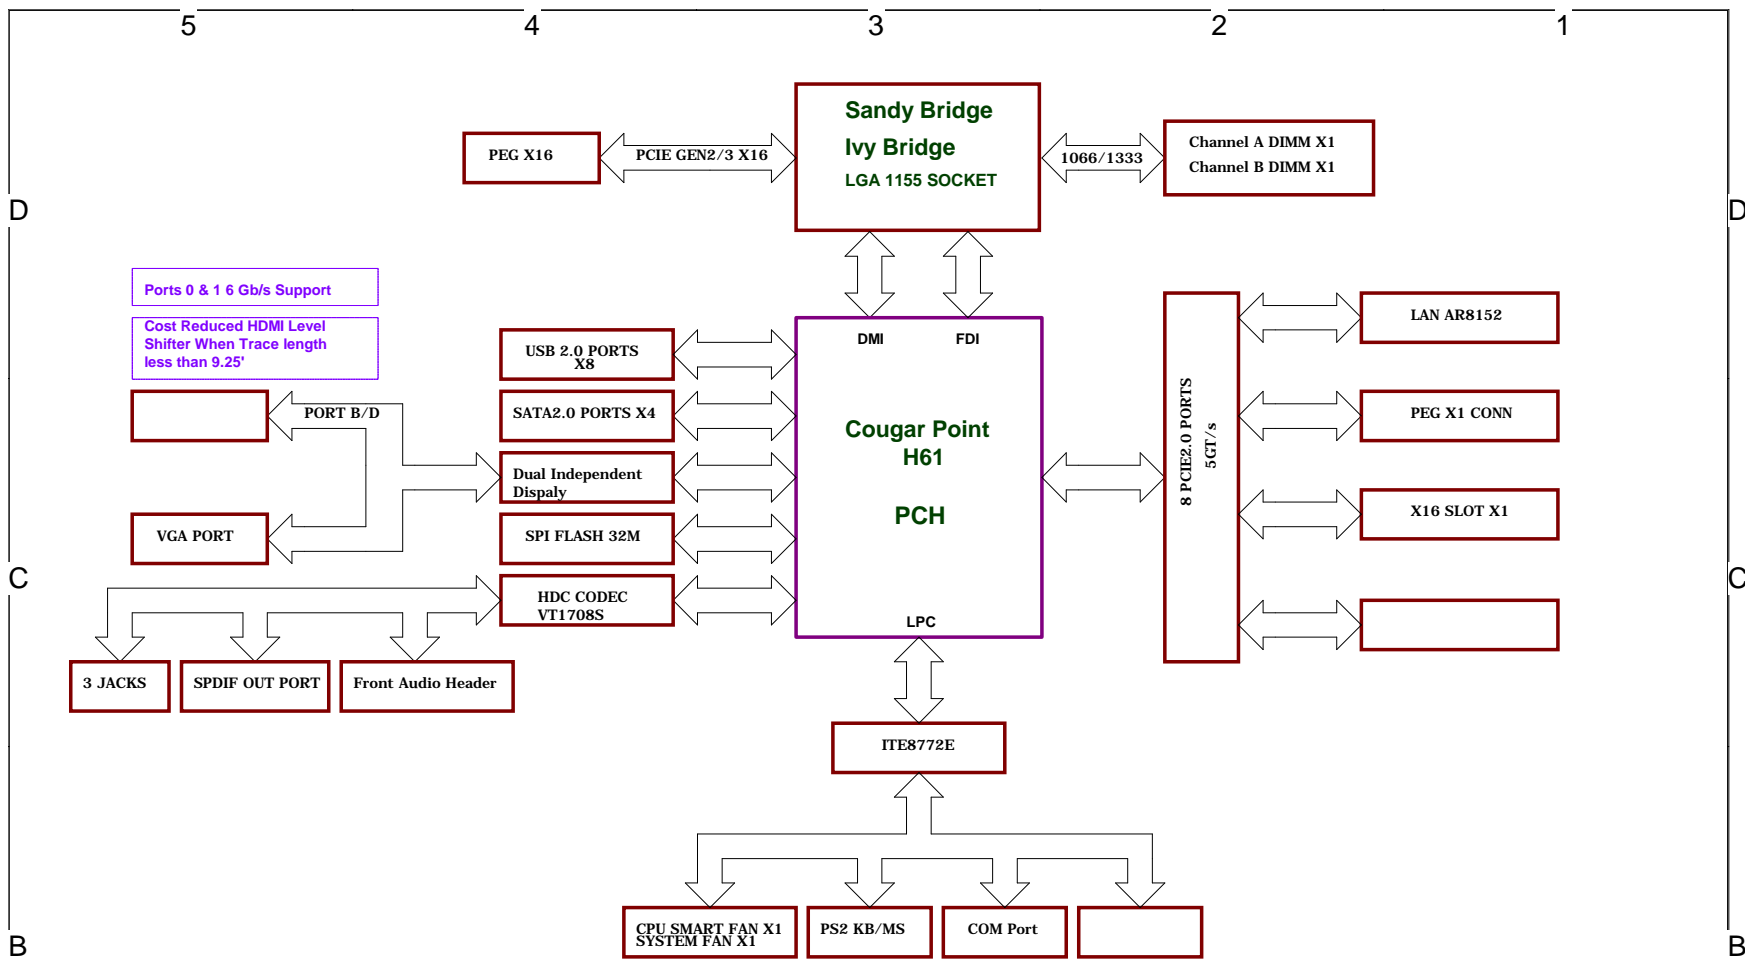 5 4 3 2 1
Sandy Bridge
Ivy Bridge
LGA 1155 SOCKET
PEG X16
PCIE GEN2/3 X16
1066/1333
Channel A DIMM X1
Channel B DIMM X1
D
D
Ports 0 & 1 6 Gb/s Support
Cost Reduced HDMI Level
Shifter When Trace length
less than 9.25'
DMI
FDI
USB 2.0 PORTS
X8
SATA2.0 PORTS X4
PORT B/D
Dual Independent
Dispaly
VGA PORT
SPI FLASH 32M
HDC CODEC
VT1708S
Cougar Point
H61
PCH
LPC
8 PCIE2.0 PORTS
5GT/s
LAN AR8152
PEG X1 CONN
X16 SLOT X1
C
C
3 JACKS
SPDIF OUT PORT
Front Audio Header
ITE8772E
CPU SMART FAN X1
SYSTEM FAN X1
PS2 KB/MS
COM Port
B
B